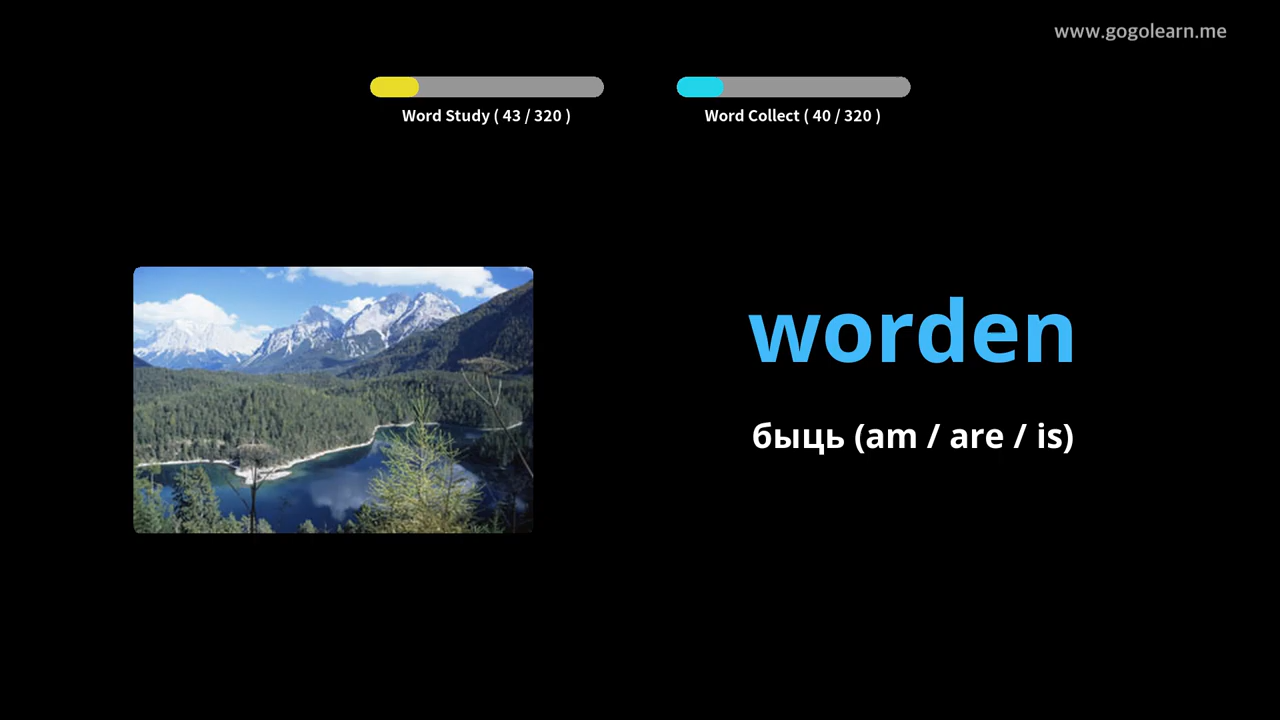 www.gogolearn.me
Word Study ( 43 / 320 )
Word Collect ( 40 / 320 )
worden
быць (am / are / is)